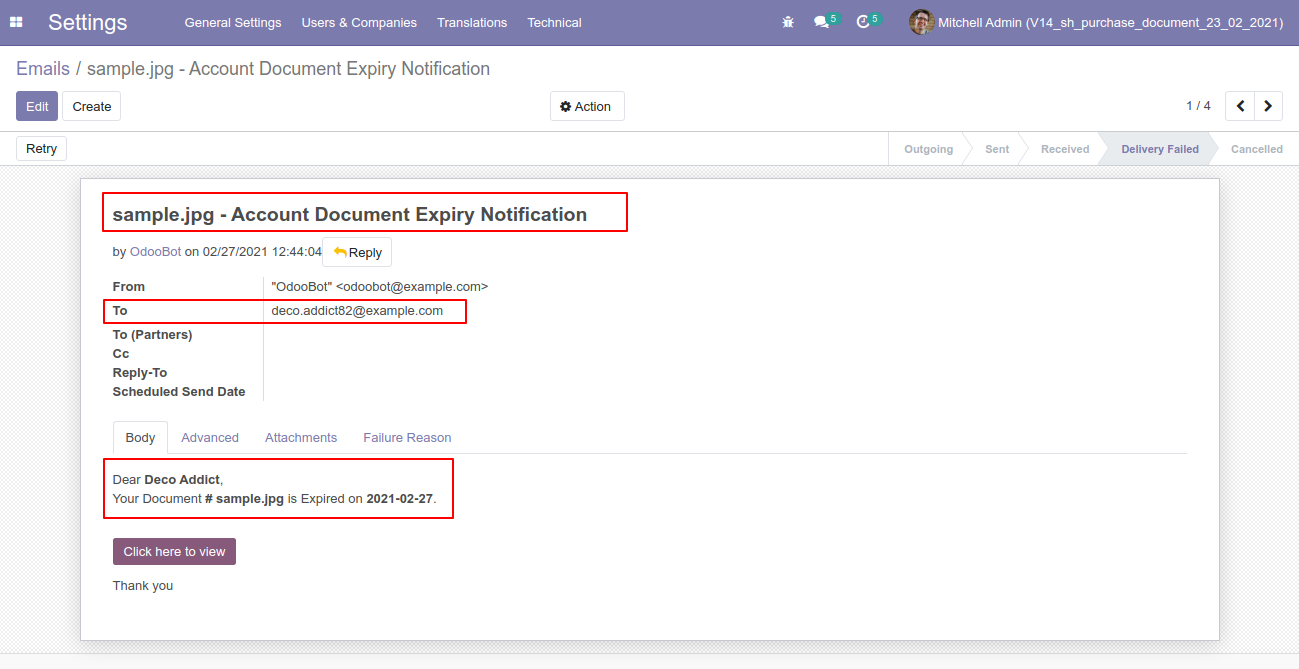 Settings General Settings Users & Companies Translations Technical 5 5 Mitchell Admin (V14_sh_purchase_document_23_02_2021)
Emails / sample.jpg - Account Document Expiry Notification
Edit Create Action 1 / 4
Retry Outgoing Sent Received Delivery Failed Cancelled
sample.jpg - Account Document Expiry Notification
by OdooBot on 02/27/2021 12:44:04 Reply
From "OdooBot" <odoobot@example.com>
To deco.addict82@example.com
To (Partners)
Cc
Reply-To
Scheduled Send Date
Body Advanced Attachments Failure Reason
Dear Deco Addict,
Your Document # sample.jpg is Expired on 2021-02-27.
Click here to view
Thank you